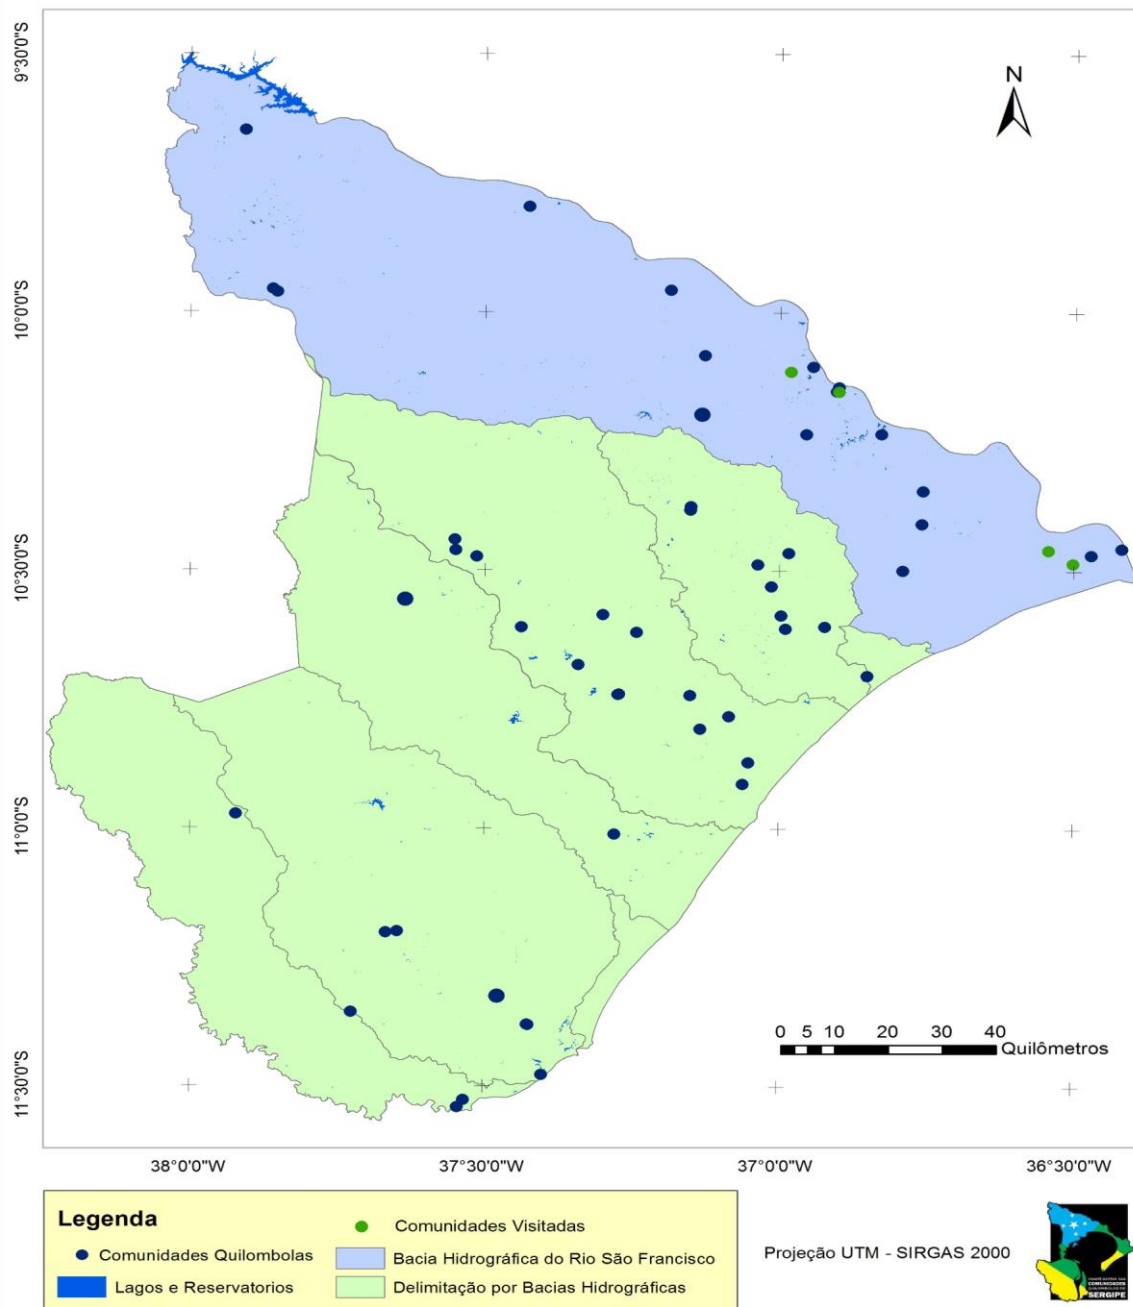 9°30'0"S
N
10°0'0"S
10°30'0"S
11°0'0"S
11°30'0"S
0 5 10 20 30 40
Quilômetros
38°0'0"W 37°30'0"W 37°0'0"W 36°30'0"W
Legenda
Comunidades Visitadas
Comunidades Quilombolas
Bacia Hidrográfica do Rio São Francisco
Lagos e Reservatorios
Delimitação por Bacias Hidrográficas
Projeção UTM - SIRGAS 2000
COMUNIDADES
SERGIPE